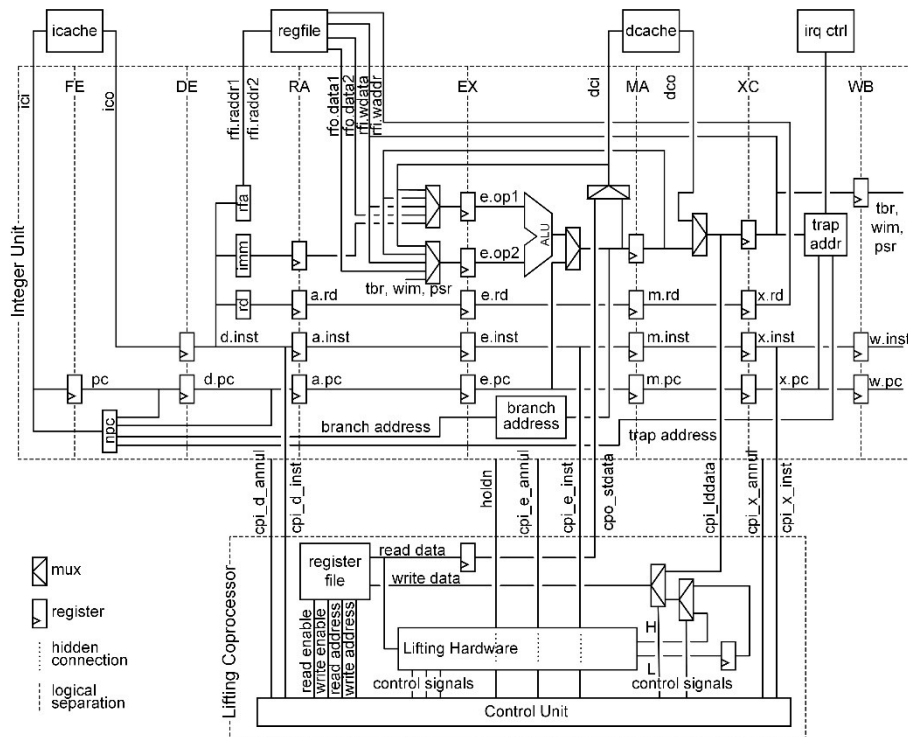 icache
regfile
dcache
irq ctrl
ici
FE
ico
DE
rfi.raddr1
rfi.raddr2
RA
rfo.data1
rfo.data2
rfi.wdata
rfi.waddr
EX
dci
MA
dco
XC
WB
Integer Unit
rfa
imm
rd
e.op1
e.op2
ALU
tbr, wim, psr
trap
addr
tbr,
wim,
psr
a.rd
e.rd
m.rd
x.rd
d.inst
a.inst
e.inst
m.inst
x.inst
w.inst
pc
d.pc
a.pc
e.pc
m.pc
x.pc
w.pc
npc
branch address
branch
address
trap address
cpi_d_annul
cpi_d_inst
holdn
cpi_e_annul
cpi_e_inst
cpo_stdata
cpi_lddata
cpi_x_annul
cpi_x_inst
Lifting Coprocessor
register
file
read data
write data
read enable
write enable
read address
write address
Lifting Hardware
H
L
control signals
control signals
Control Unit
mux
register
hidden
connection
logical
separation